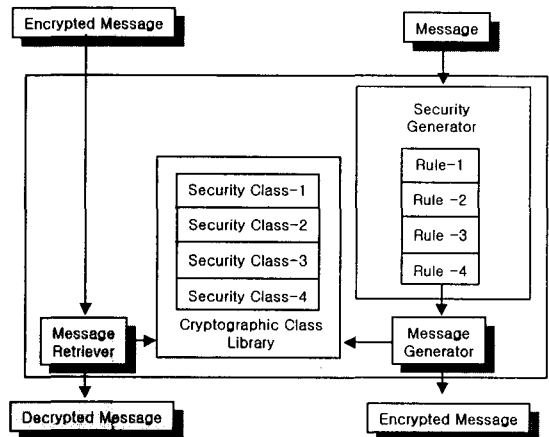 Encrypted Message
Message
Security
Generator
Rule-1
Rule -2
Rule -3
Rule -4
Security Class-1
Security Class-2
Security Class-3
Security Class-4
Cryptographic Class
Library
Message
Retriever
Message
Generator
Decrypted Message
Encrypted Message